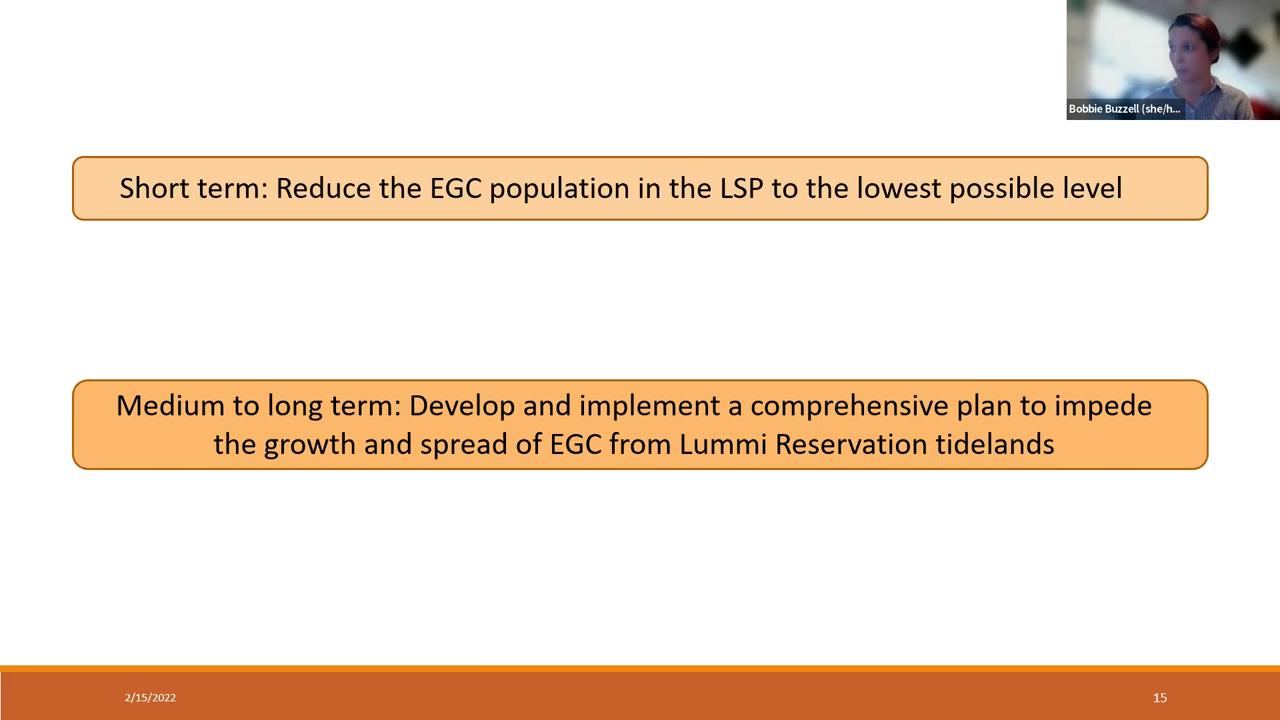 Bobbie Buzzell (she/h...
Short term: Reduce the EGC population in the LSP to the lowest possible level
Medium to long term: Develop and implement a comprehensive plan to impede
the growth and spread of EGC from Lummi Reservation tidelands
2/15/2022
15